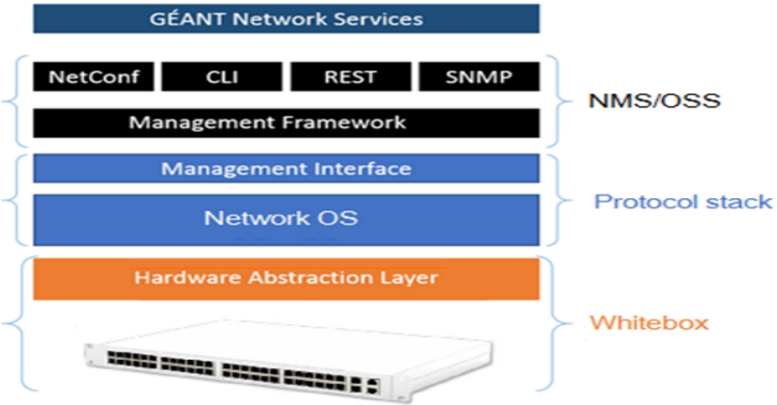 GÉANT Network Services
NetConf
CLI
REST
SNMP
NMS/OSS
Management Framework
Management Interface
Protocol stack
Network OS
Hardware Abstraction Layer
Whitebox